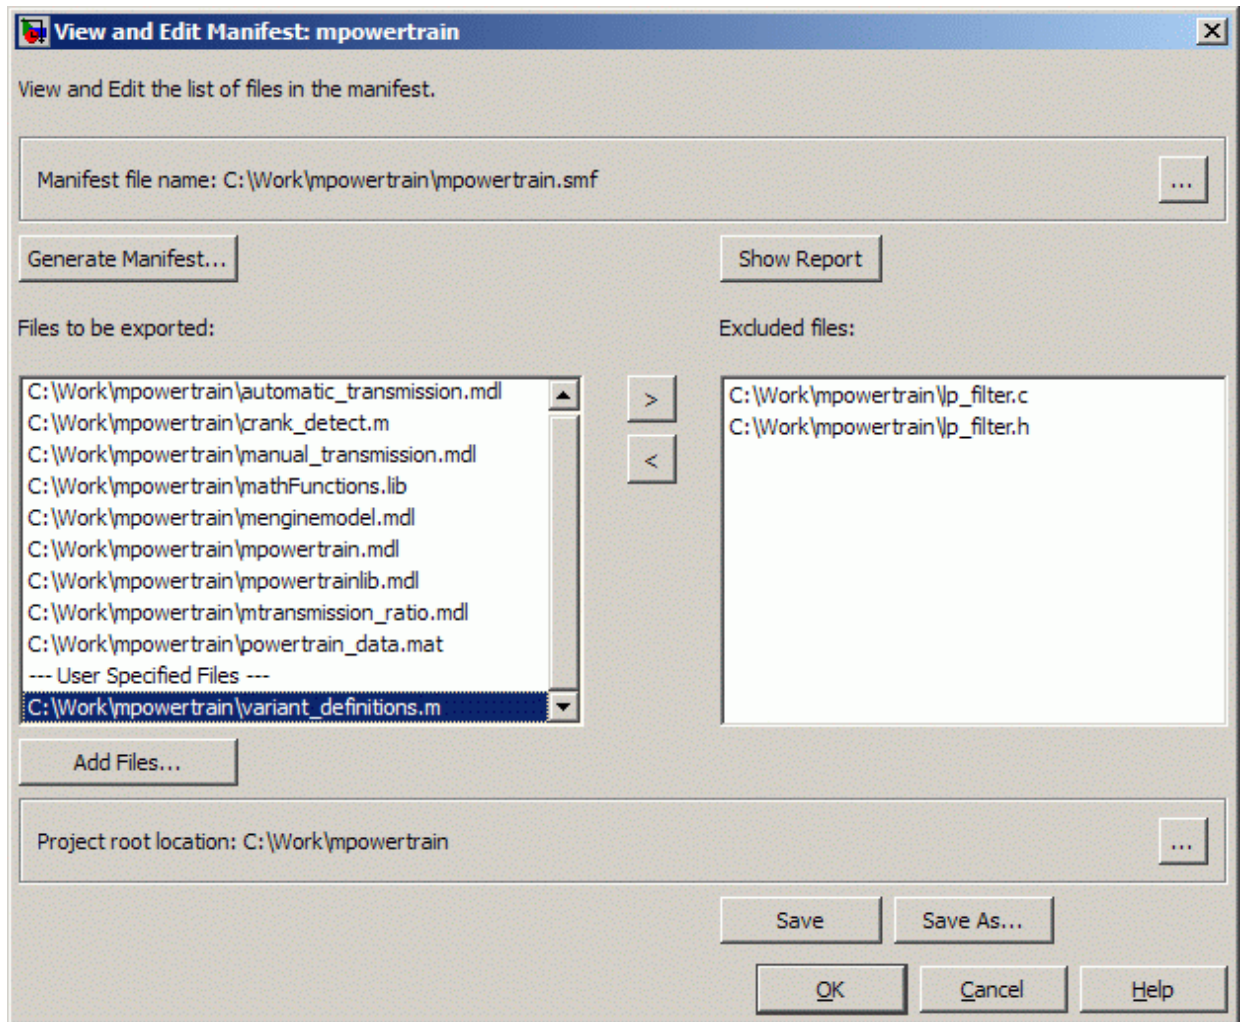 View and Edit Manifest: mpowertrain
View and Edit the list of files in the manifest.
Manifest file name: C:\Work\mpowertrain\mpowertrain.smf
...
Generate Manifest...
Show Report
Files to be exported:
C:\Work\mpowertrain\automatic_transmission.mdl
C:\Work\mpowertrain\crank_detect.m
C:\Work\mpowertrain\manual_transmission.mdl
C:\Work\mpowertrain\mathFunctions.lib
C:\Work\mpowertrain\menginemodel.mdl
C:\Work\mpowertrain\mpowertrain.mdl
C:\Work\mpowertrain\mpowertrainlib.mdl
C:\Work\mpowertrain\mtransmission_ratio.mdl
C:\Work\mpowertrain\powertrain_data.mat
--- User Specified Files ---
C:\Work\mpowertrain\variant_definitions.m
>
<
Excluded files:
C:\Work\mpowertrain\lp_filter.c
C:\Work\mpowertrain\lp_filter.h
Add Files...
Project root location: C:\Work\mpowertrain
...
Save
Save As...
OK
Cancel
Help